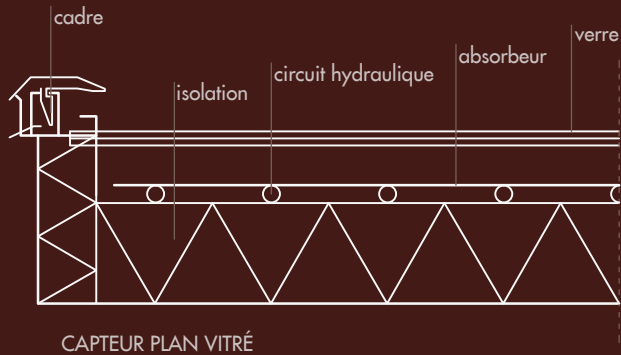 cadre
verre
absorbeur
circuit hydraulique
isolation
CAPTEUR PLAN VITRÉ